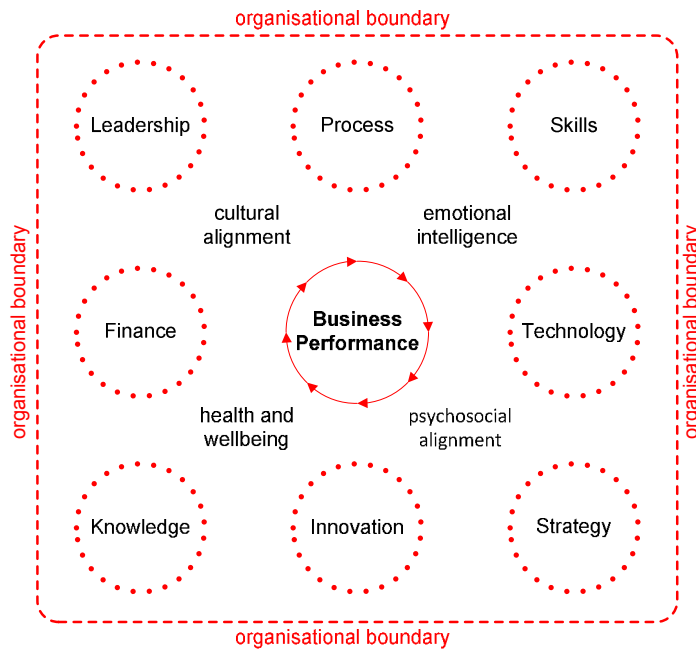 organisational boundary
Leadership
Process
Skills
cultural
alignment
emotional
intelligence
organisational boundary
Finance
Business
Performance
Technology
organisational boundary
health and
wellbeing
psychosocial
alignment
Knowledge
Innovation
Strategy
organisational boundary